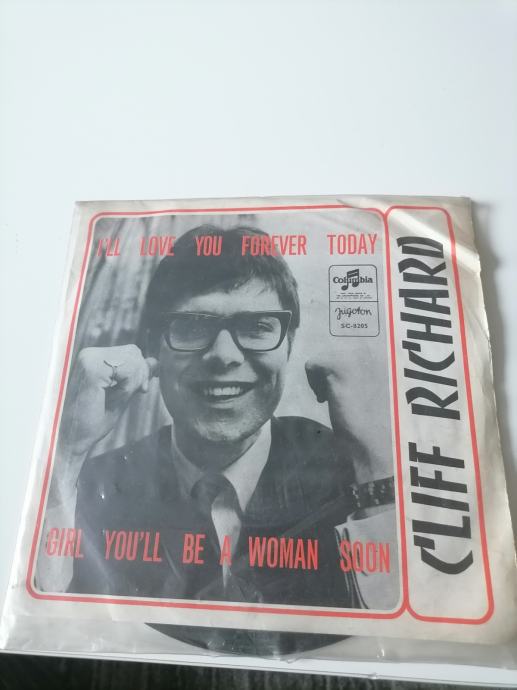 I'LL LOVE YOU FOREVER TODAY
Columbia
Jugoton
SC-8205
CLIFF RICHARD
GIRL YOU'LL BE A WOMAN SOON